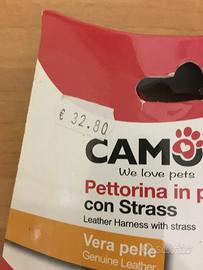 € 32.80
CAMO
We love pets
Pettorina in p
con Strass
Leather Harness with strass
Vera pelle
Genuine Leather